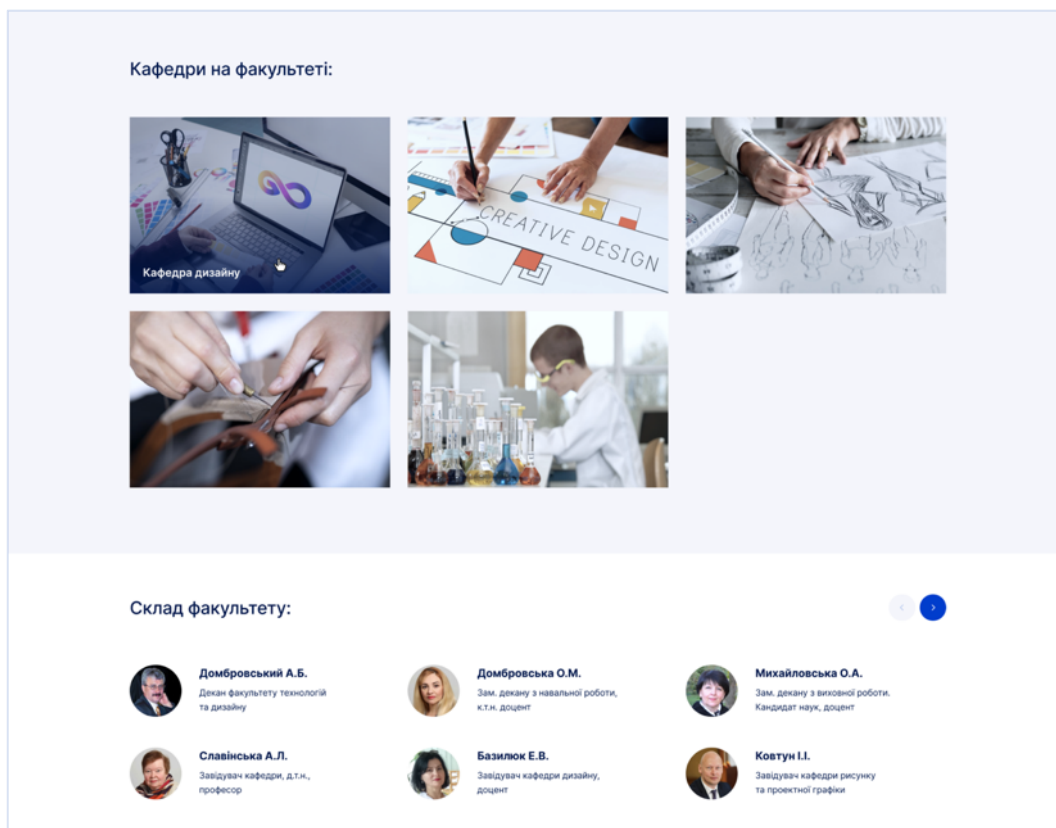 Кафедри на факультеті:
Кафедра дизайну
CREATIVE DESIGN
Склад факультету:
Домбровський А.Б.
Декан факультету технологій
та дизайну
Домбровська О.М.
Зам. декану з навальної роботи,
к.т.н. доцент
Михайловська О.А.
Зам. декану з виховної роботи.
Кандидат наук, доцент
Славінська А.Л.
Завідувач кафедри, д.т.н.,
професор
Базилюк Е.В.
Завідувач кафедри дизайну,
доцент
Ковтун І.І.
Завідувач кафедри рисунку
та проектної графіки